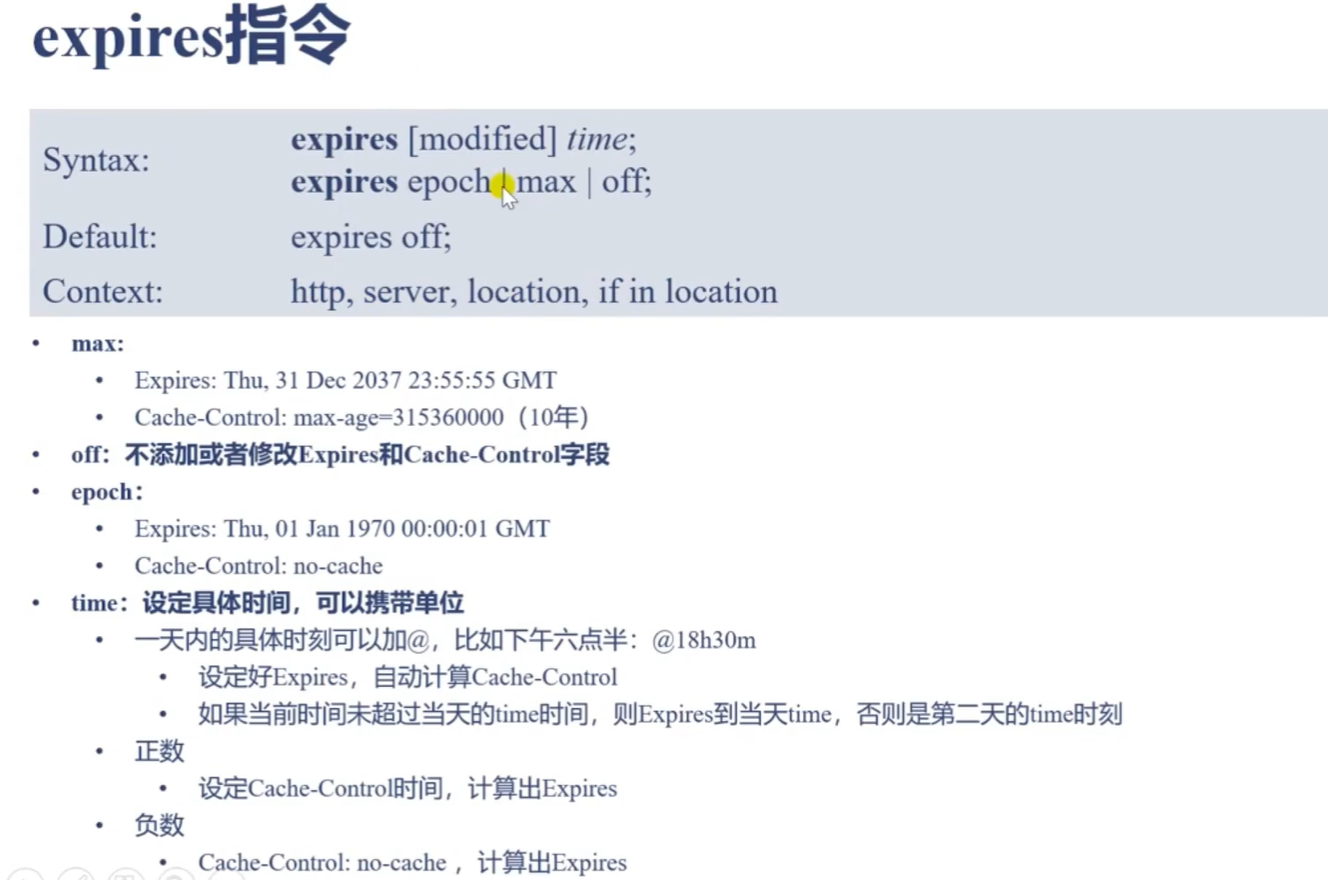 expires指令
Syntax:
expires [modified] time;
expires epoch | max | off;
Default:
expires off;
Context:
http, server, location, if in location
• max:
• Expires: Thu, 31 Dec 2037 23:55:55 GMT
• Cache-Control: max-age=315360000（10年）
• off：不添加或者修改Expires和Cache-Control字段
• epoch：
• Expires: Thu, 01 Jan 1970 00:00:01 GMT
• Cache-Control: no-cache
• time：设定具体时间，可以携带单位
• 一天内的具体时刻可以加@，比如下午六点半：@18h30m
• 设定好Expires，自动计算Cache-Control
• 如果当前时间未超过当天的time时间，则Expires到当天time，否则是第二天的time时刻
• 正数
• 设定Cache-Control时间，计算出Expires
• 负数
• Cache-Control: no-cache ，计算出Expires